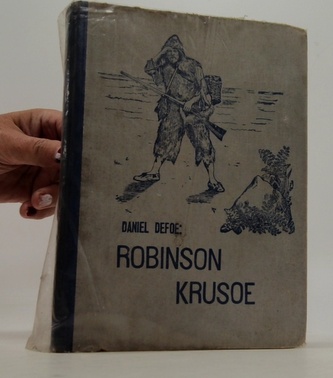 DANIEL DEFOE:
ROBINSON
KRUSOE